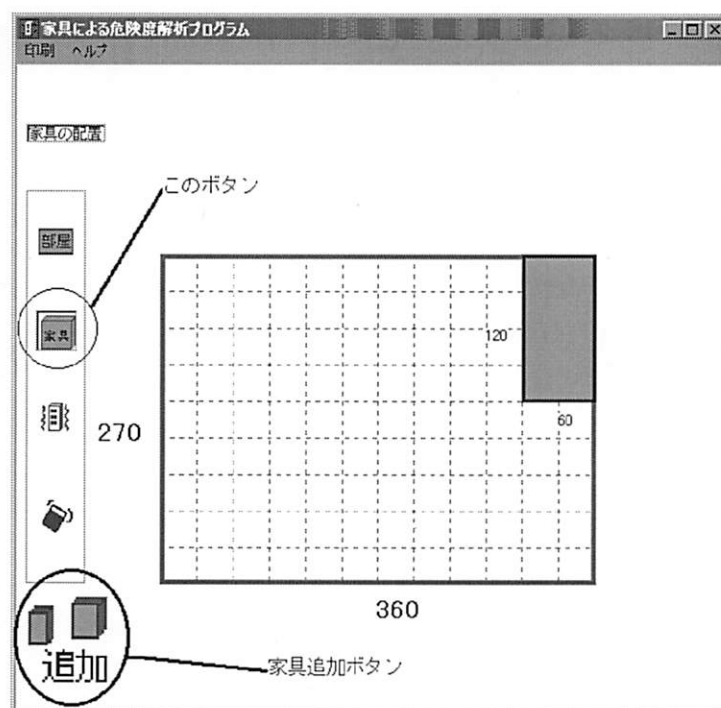 家具による危険度解析プログラム
印刷 ヘルプ
家具の配置
このボタン
部屋
家具
120
60
270
360
追加
家具追加ボタン